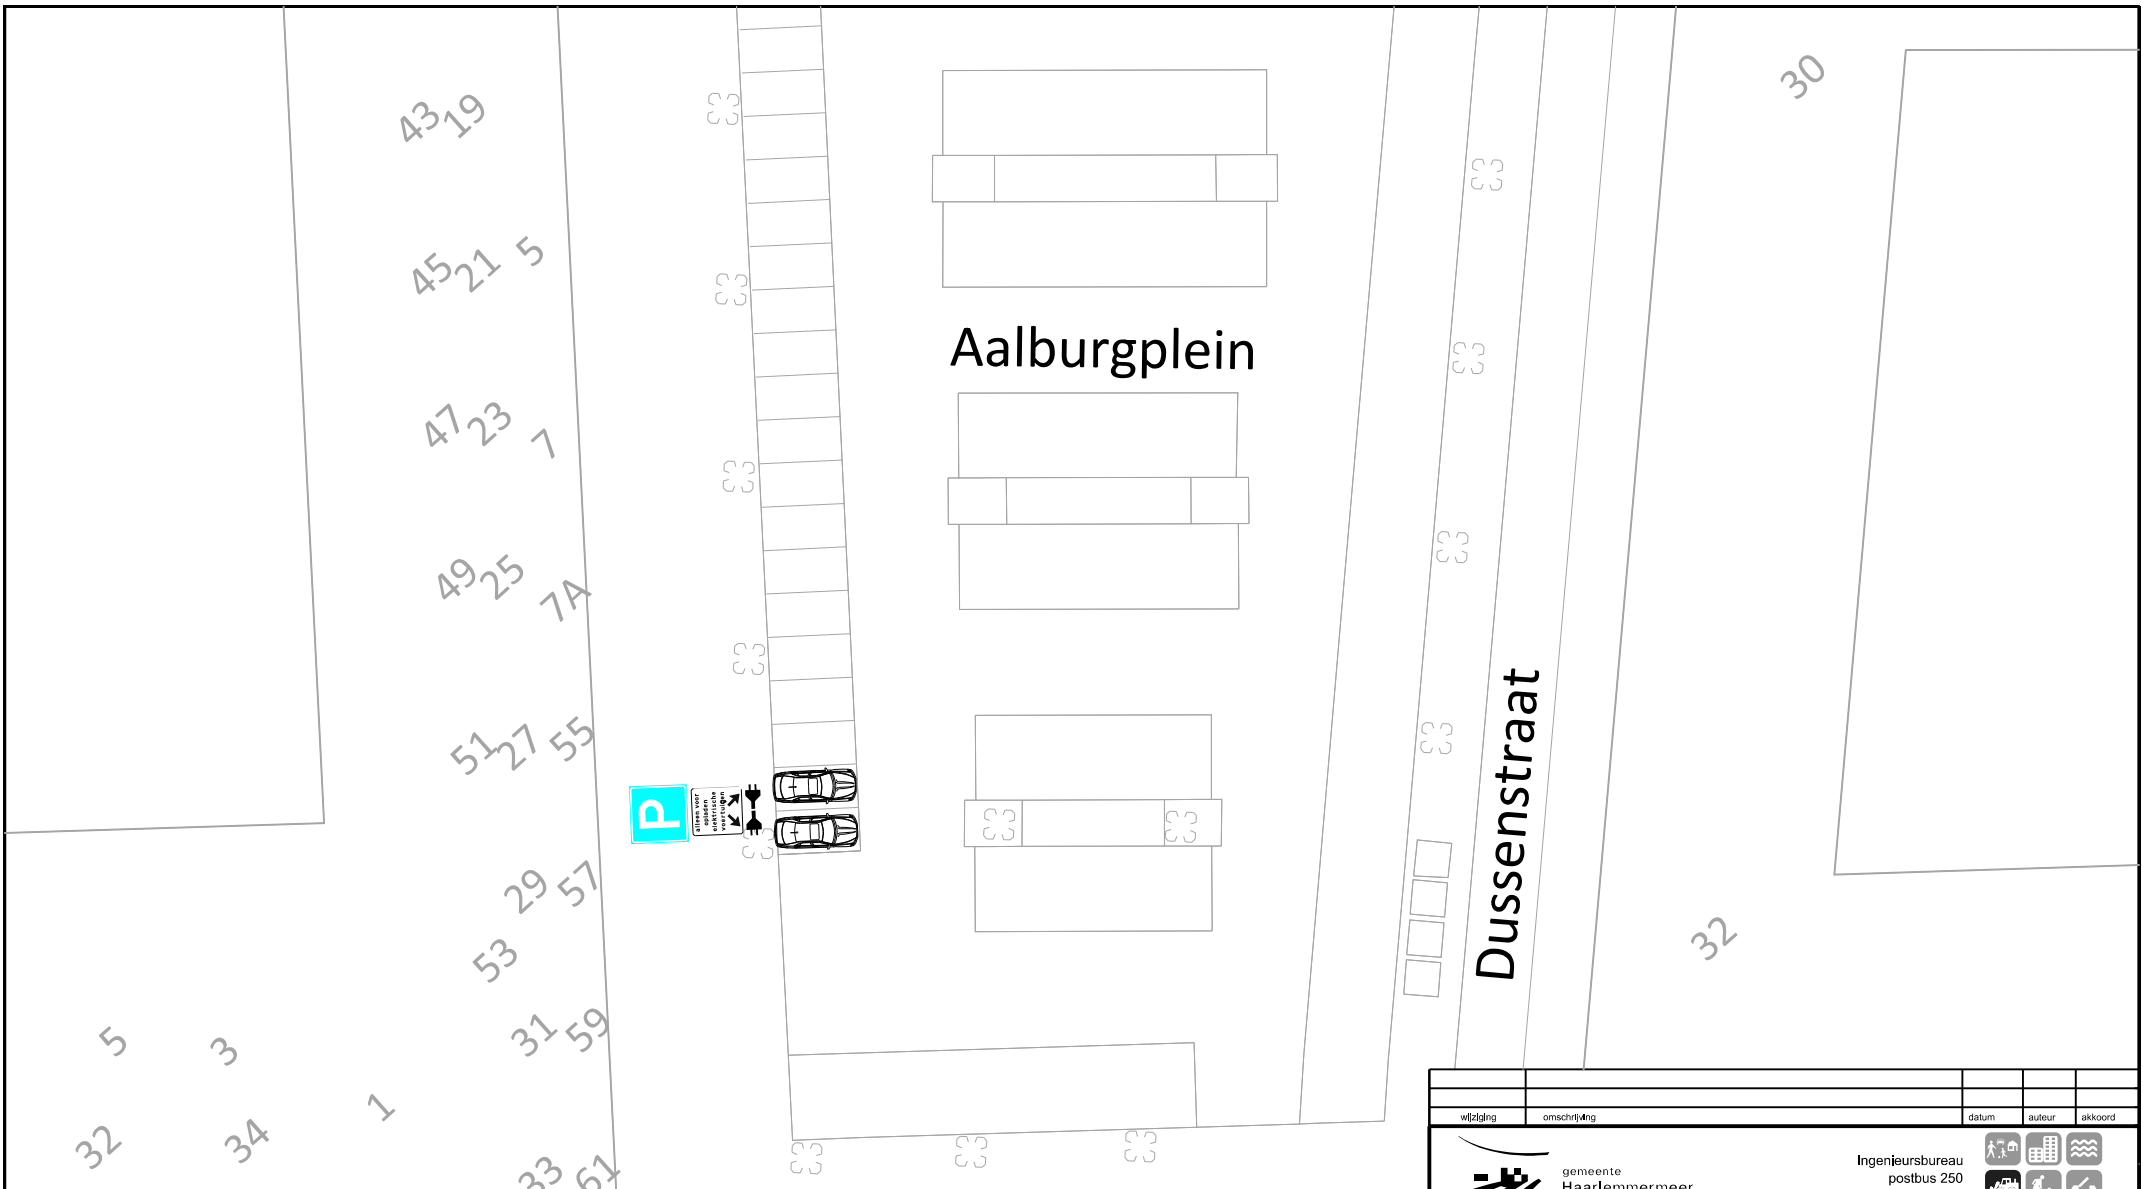 43 19
30
45 21 5
Aalburgplein
47 23 7
49 25 7A
51 27 55
P
alleen voor
opladen
elektrische
voertuigen
Dussenstraat
29 57
53
32
31 59
5 3
1
32 34
33 61
wijziging omschrijving datum auteur akkoord
gemeente
Haarlemmermeer
Ingenieursbureau
postbus 250